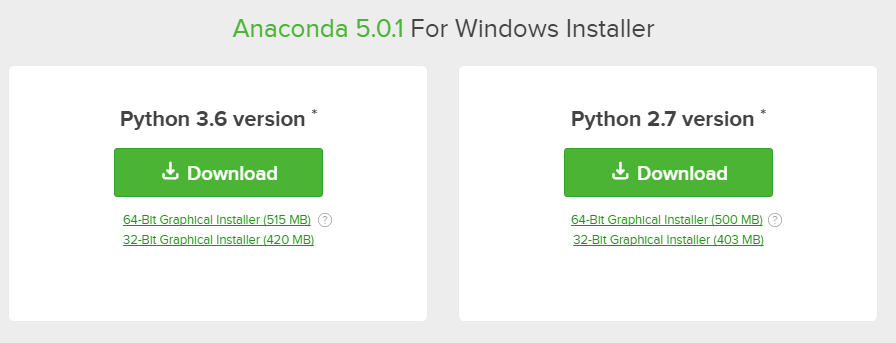 Anaconda 5.0.1 For Windows Installer
Python 3.6 version *
Download
64-Bit Graphical Installer (515 MB) ?
32-Bit Graphical Installer (420 MB)
Python 2.7 version *
Download
64-Bit Graphical Installer (500 MB) ?
32-Bit Graphical Installer (403 MB)